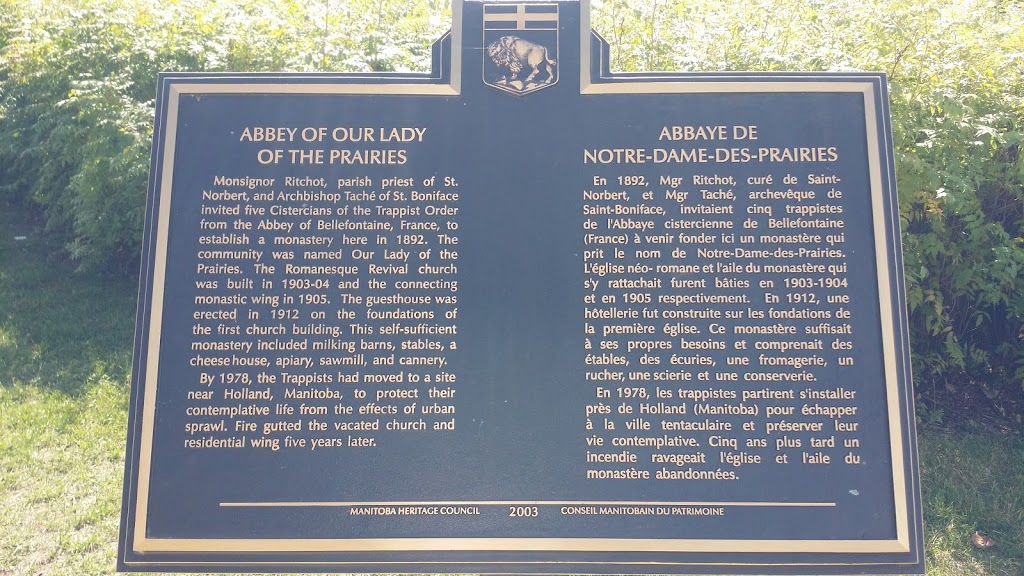 ABBEY OF OUR LADY
OF THE PRAIRIES
Monsignor Ritchot, parish priest of St.
Norbert, and Archbishop Taché of St. Boniface
invited five Cistercians of the Trappist Order
from the Abbey of Bellefontaine, France, to
establish a monastery here in 1892. The
community was named Our Lady of the
Prairies. The Romanesque Revival church
was built in 1903-04 and the connecting
monastic wing in 1905. The guesthouse was
erected in 1912 on the foundations of
the first church building. This self-sufficient
monastery included milking barns, stables, a
cheese house, apiary, sawmill, and cannery.
By 1978, the Trappists had moved to a site
near Holland, Manitoba, to protect their
contemplative life from the effects of urban
sprawl. Fire gutted the vacated church and
residential wing five years later.
ABBAYE DE
NOTRE-DAME-DES-PRAIRIES
En 1892, Mgr Ritchot, curé de Saint-
Norbert, et Mgr Taché, archevêque de
Saint-Boniface, invitaient cinq trappistes
de l'Abbaye cistercienne de Bellefontaine
(France) à venir fonder ici un monastère qui
prit le nom de Notre-Dame-des-Prairies.
L'église néo- romane et l'aile du monastère qui
s'y rattachait furent bâties en 1903-1904
et en 1905 respectivement. En 1912, une
hôtellerie fut construite sur les fondations de
la première église. Ce monastère suffisait
à ses propres besoins et comprenait des
étables, des écuries, une fromagerie, un
rucher, une scierie et une conserverie.
En 1978, les trappistes partirent s'installer
près de Holland (Manitoba) pour échapper
à la ville tentaculaire et préserver leur
vie contemplative. Cinq ans plus tard un
incendie ravageait l'église et l'aile du
monastère abandonnées.
MANITOBA HERITAGE COUNCIL 2003 CONSEIL MANITOBAIN DU PATRIMOINE